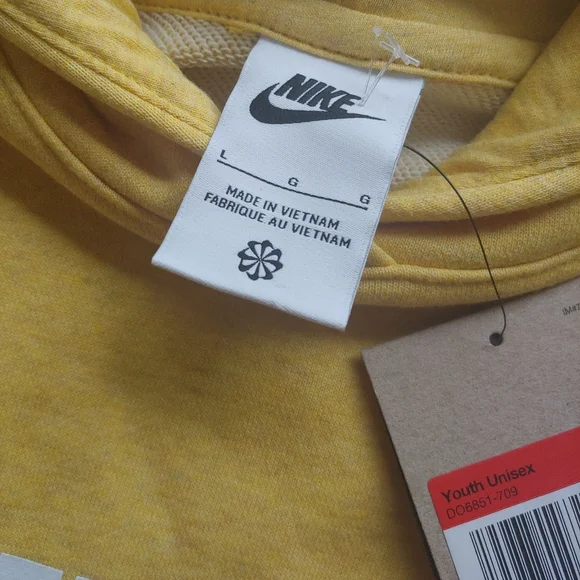 NIKE
L G G
MADE IN VIETNAM
FABRIQUE AU VIETNAM
Youth Unisex
DO6851-709